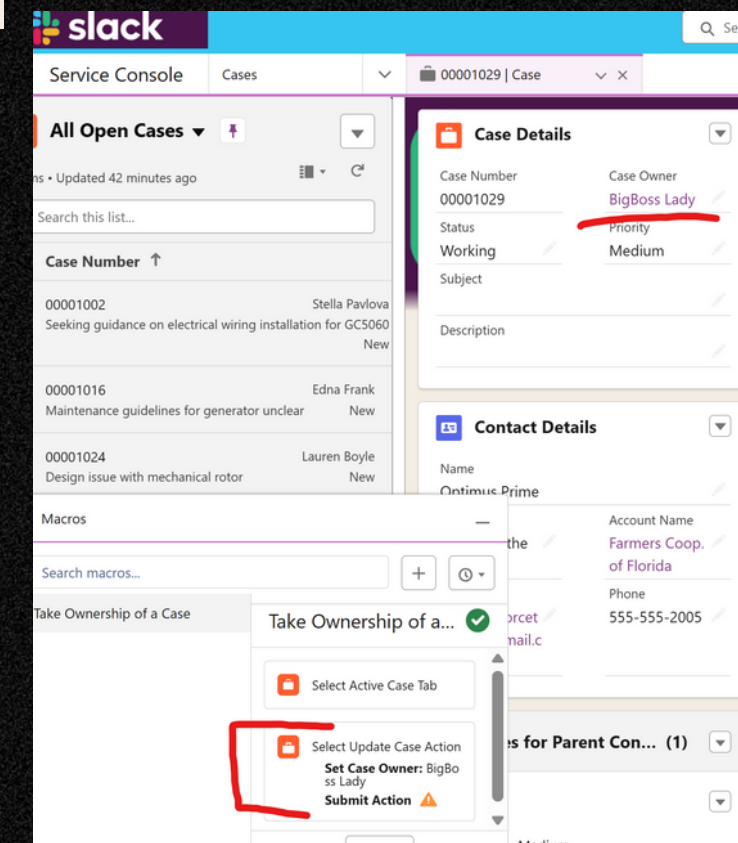 slack
Se
Service Console
Cases
00001029 | Case
All Open Cases
ns • Updated 42 minutes ago
Search this list...
Case Number
00001002
Stella Pavlova
Seeking guidance on electrical wiring installation for GC5060
New
00001016
Edna Frank
Maintenance guidelines for generator unclear
New
00001024
Lauren Boyle
Design issue with mechanical rotor
New
Case Details
Case Number
Case Owner
00001029
BigBoss Lady
Status
Priority
Working
Medium
Subject
Description
Contact Details
Name
Optimus Prime
Account Name
the
Farmers Coop.
of Florida
Phone
orcet
555-555-2005
mail.c
es for Parent Con... (1)
Macros
Search macros...
Take Ownership of a Case
Take Ownership of a...
Select Active Case Tab
Select Update Case Action
Set Case Owner: BigBo
ss Lady
Submit Action